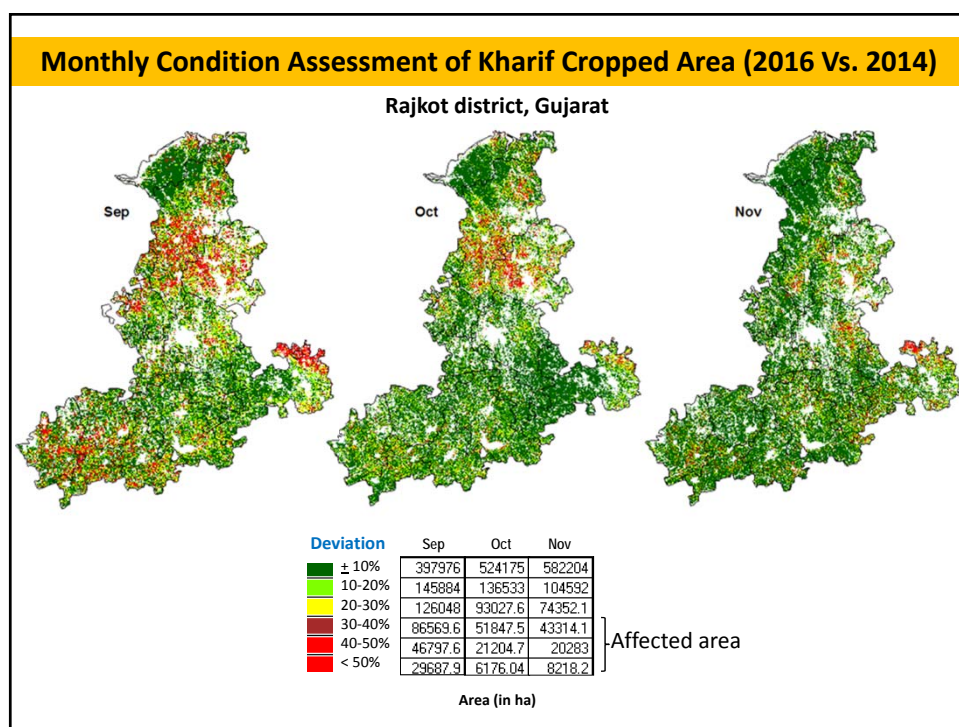 Monthly Condition Assessment of Kharif Cropped Area (2016 Vs. 2014)
Rajkot district, Gujarat
Sep
Oct
Nov
Deviation Sep Oct Nov
± 10% 397976 524175 582204
10-20% 145884 136533 104592
20-30% 126048 93027.6 74352.1
30-40% 86569.6 51847.5 43314.1
40-50% 46797.6 21204.7 20283
< 50% 29687.9 6176.04 8218.2
Affected area
Area (in ha)